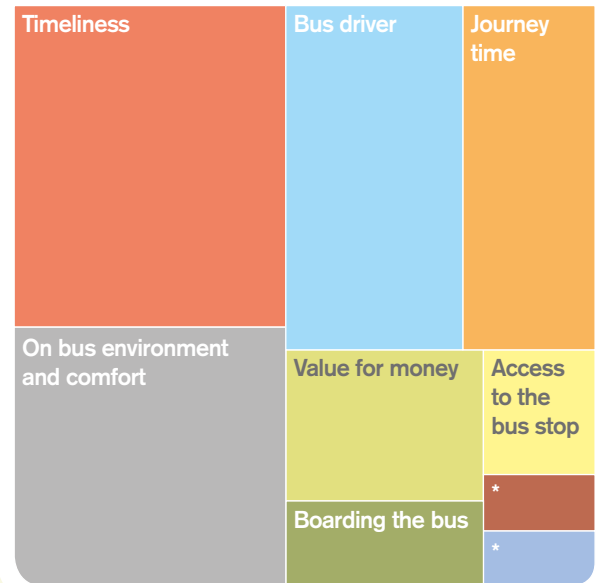 Timeliness
Bus driver
Journey
time
On bus environment
and comfort
Value for money
Access
to the
bus stop
*
Boarding the bus
*